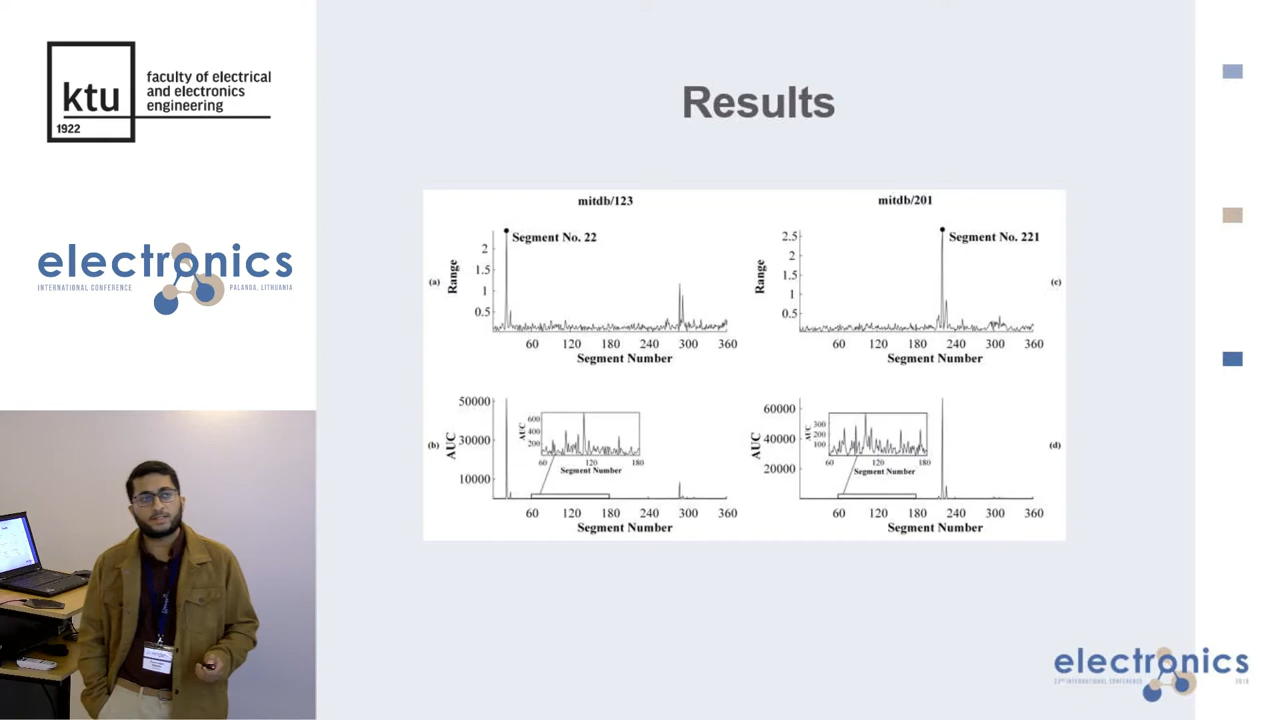 ktu
1922
faculty of electrical
and electronics
engineering
electronics
INTERNATIONAL CONFERENCE
PALANGA, LITHUANIA
Results
mitdb/123
Segment No. 22
(a)
Range
2
1.5
1
0.5
60 120 180 240 300 360
Segment Number
mitdb/201
Segment No. 221
(c)
Range
2.5
2
1.5
1
0.5
60 120 180 240 300 360
Segment Number
(b)
AUC
50000
30000
10000
AUC
600
400
200
60 120 180
Segment Number
60 120 180 240 300 360
Segment Number
(d)
AUC
60000
40000
20000
AUC
300
200
100
60 120 180
Segment Number
60 120 180 240 300 360
Segment Number
electronics
22ND INTERNATIONAL CONFERENCE
2018